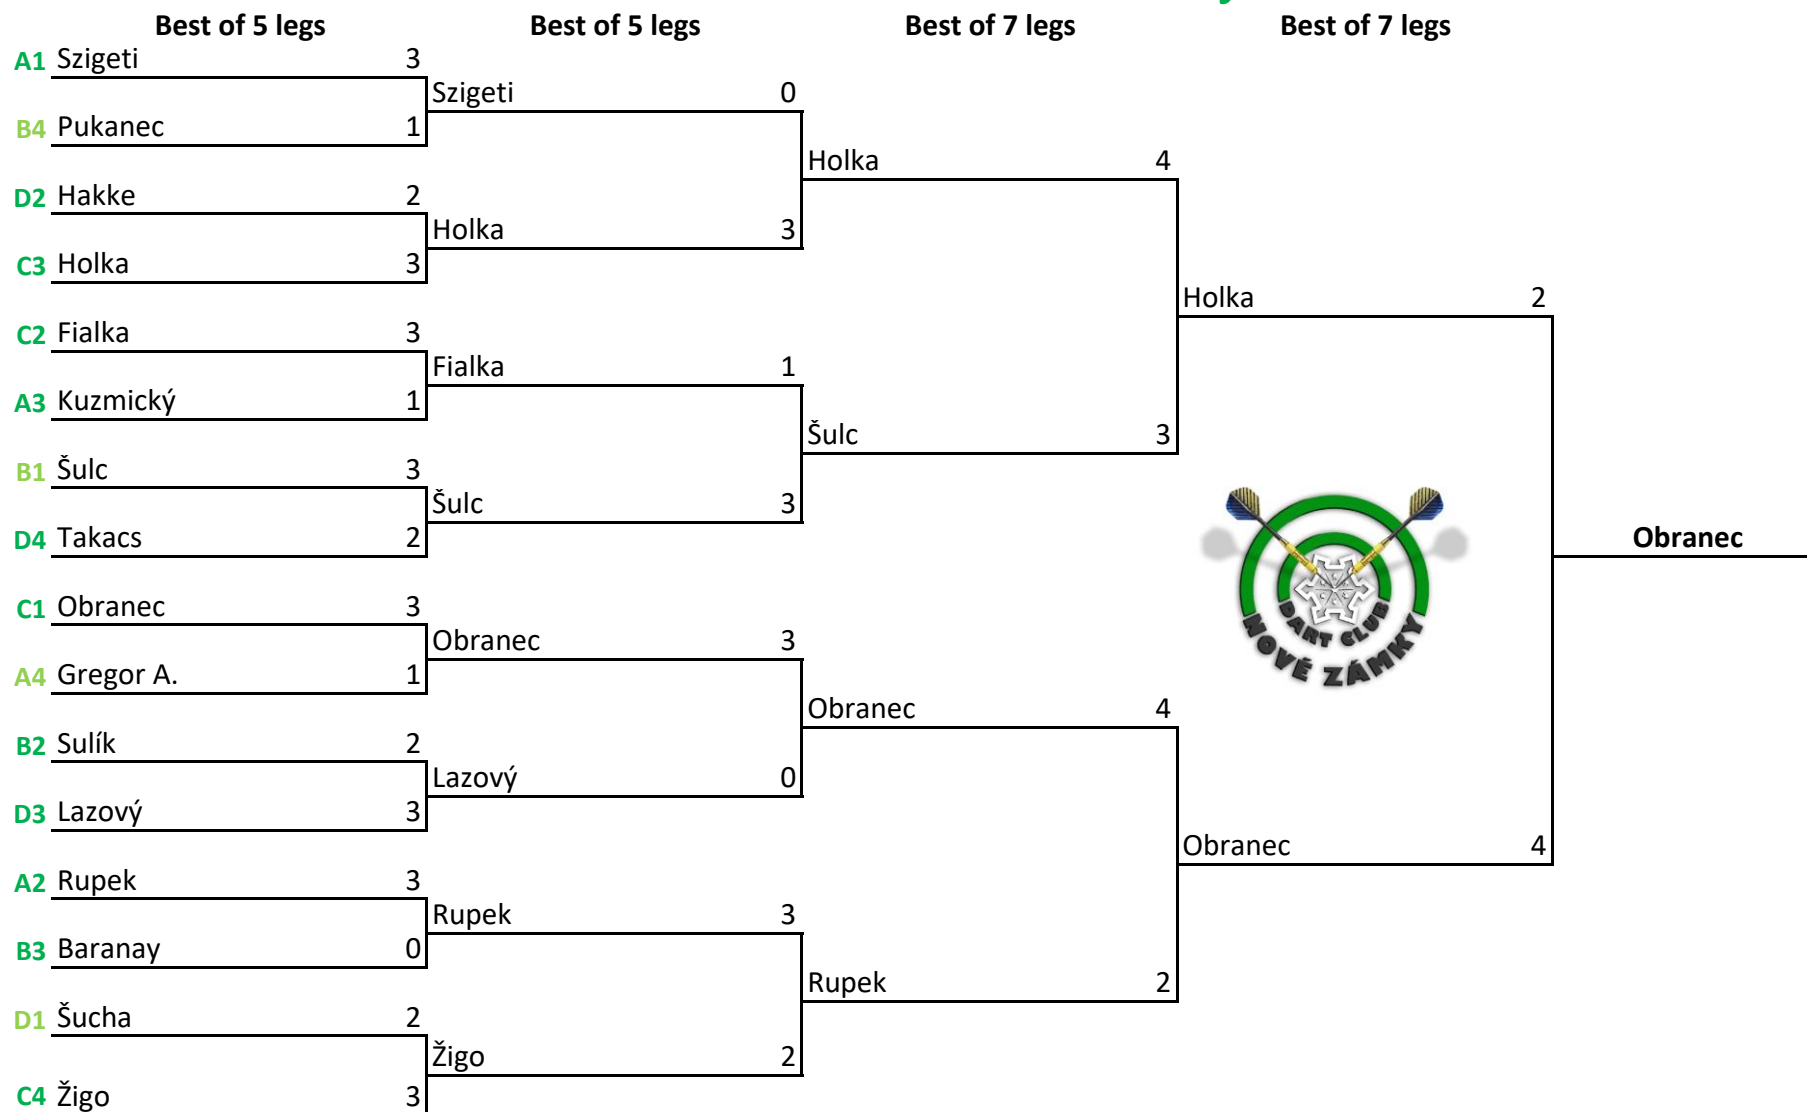 Best of 5 legs Best of 5 legs Best of 7 legs Best of 7 legs
A1 Szigeti 3
Szigeti 0
B4 Pukanec 1
Holka 4
D2 Hakke 2
Holka 3
C3 Holka 3
Holka 2
C2 Fialka 3
Fialka 1
A3 Kuzmický 1
Šulc 3
B1 Šulc 3
Šulc 3
D4 Takacs 2
Obranec
C1 Obranec 3
DART CLUB
NOVÉ ZÁMKY
Obranec 3
A4 Gregor A. 1
Obranec 4
B2 Sulík 2
Lazový 0
D3 Lazový 3
Obranec 4
A2 Rupek 3
Rupek 3
B3 Baranay 0
Rupek 2
D1 Šucha 2
Žigo 2
C4 Žigo 3